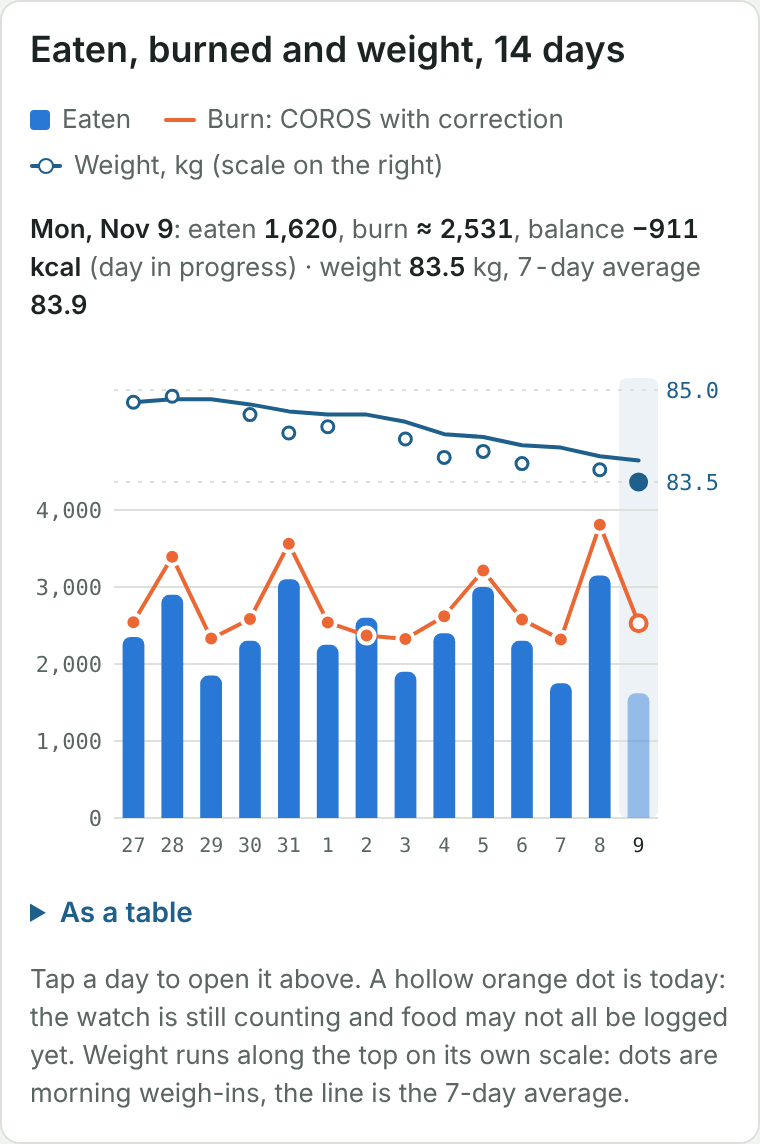 Eaten, burned and weight, 14 days
Eaten
Burn: COROS with correction
Weight, kg (scale on the right)
Mon, Nov 9: eaten 1,620, burn ≈ 2,531, balance −911
kcal (day in progress) · weight 83.5 kg, 7-day average
83.9
85.0
83.5
4,000
3,000
2,000
1,000
0
27 28 29 30 31 1 2 3 4 5 6 7 8 9
As a table
Tap a day to open it above. A hollow orange dot is today:
the watch is still counting and food may not all be logged
yet. Weight runs along the top on its own scale: dots are
morning weigh-ins, the line is the 7-day average.